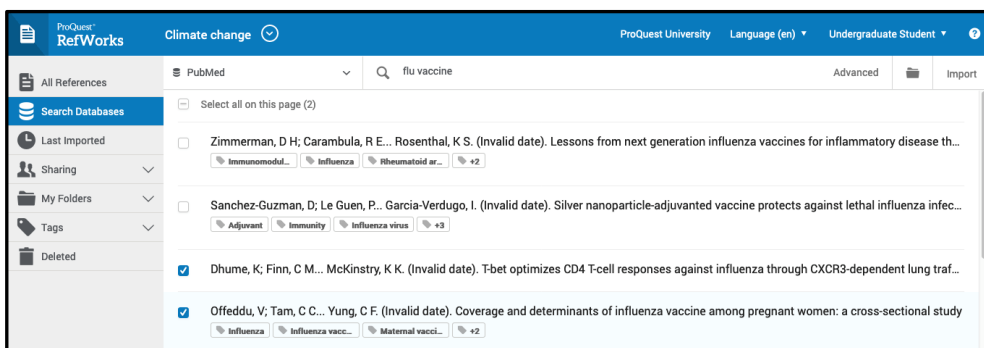 ProQuest
RefWorks
Climate change
ProQuest University
Language (en)
Undergraduate Student
?
All References
Search Databases
Last Imported
Sharing
My Folders
Tags
Deleted
PubMed
flu vaccine
Advanced
Import
Select all on this page (2)
Zimmerman, D H; Carambula, R E... Rosenthal, K S. (Invalid date). Lessons from next generation influenza vaccines for inflammatory disease th...
Immunomodul... Influenza Rheumatoid ar... +2
Sanchez-Guzman, D; Le Guen, P... Garcia-Verdugo, I. (Invalid date). Silver nanoparticle-adjuvanted vaccine protects against lethal influenza infec...
Adjuvant Immunity Influenza virus +3
Dhume, K; Finn, C M... McKinstry, K K. (Invalid date). T-bet optimizes CD4 T-cell responses against influenza through CXCR3-dependent lung traf...
Offeddu, V; Tam, C C... Yung, C F. (Invalid date). Coverage and determinants of influenza vaccine among pregnant women: a cross-sectional study
Influenza Influenza vacc... Maternal vacci... +2